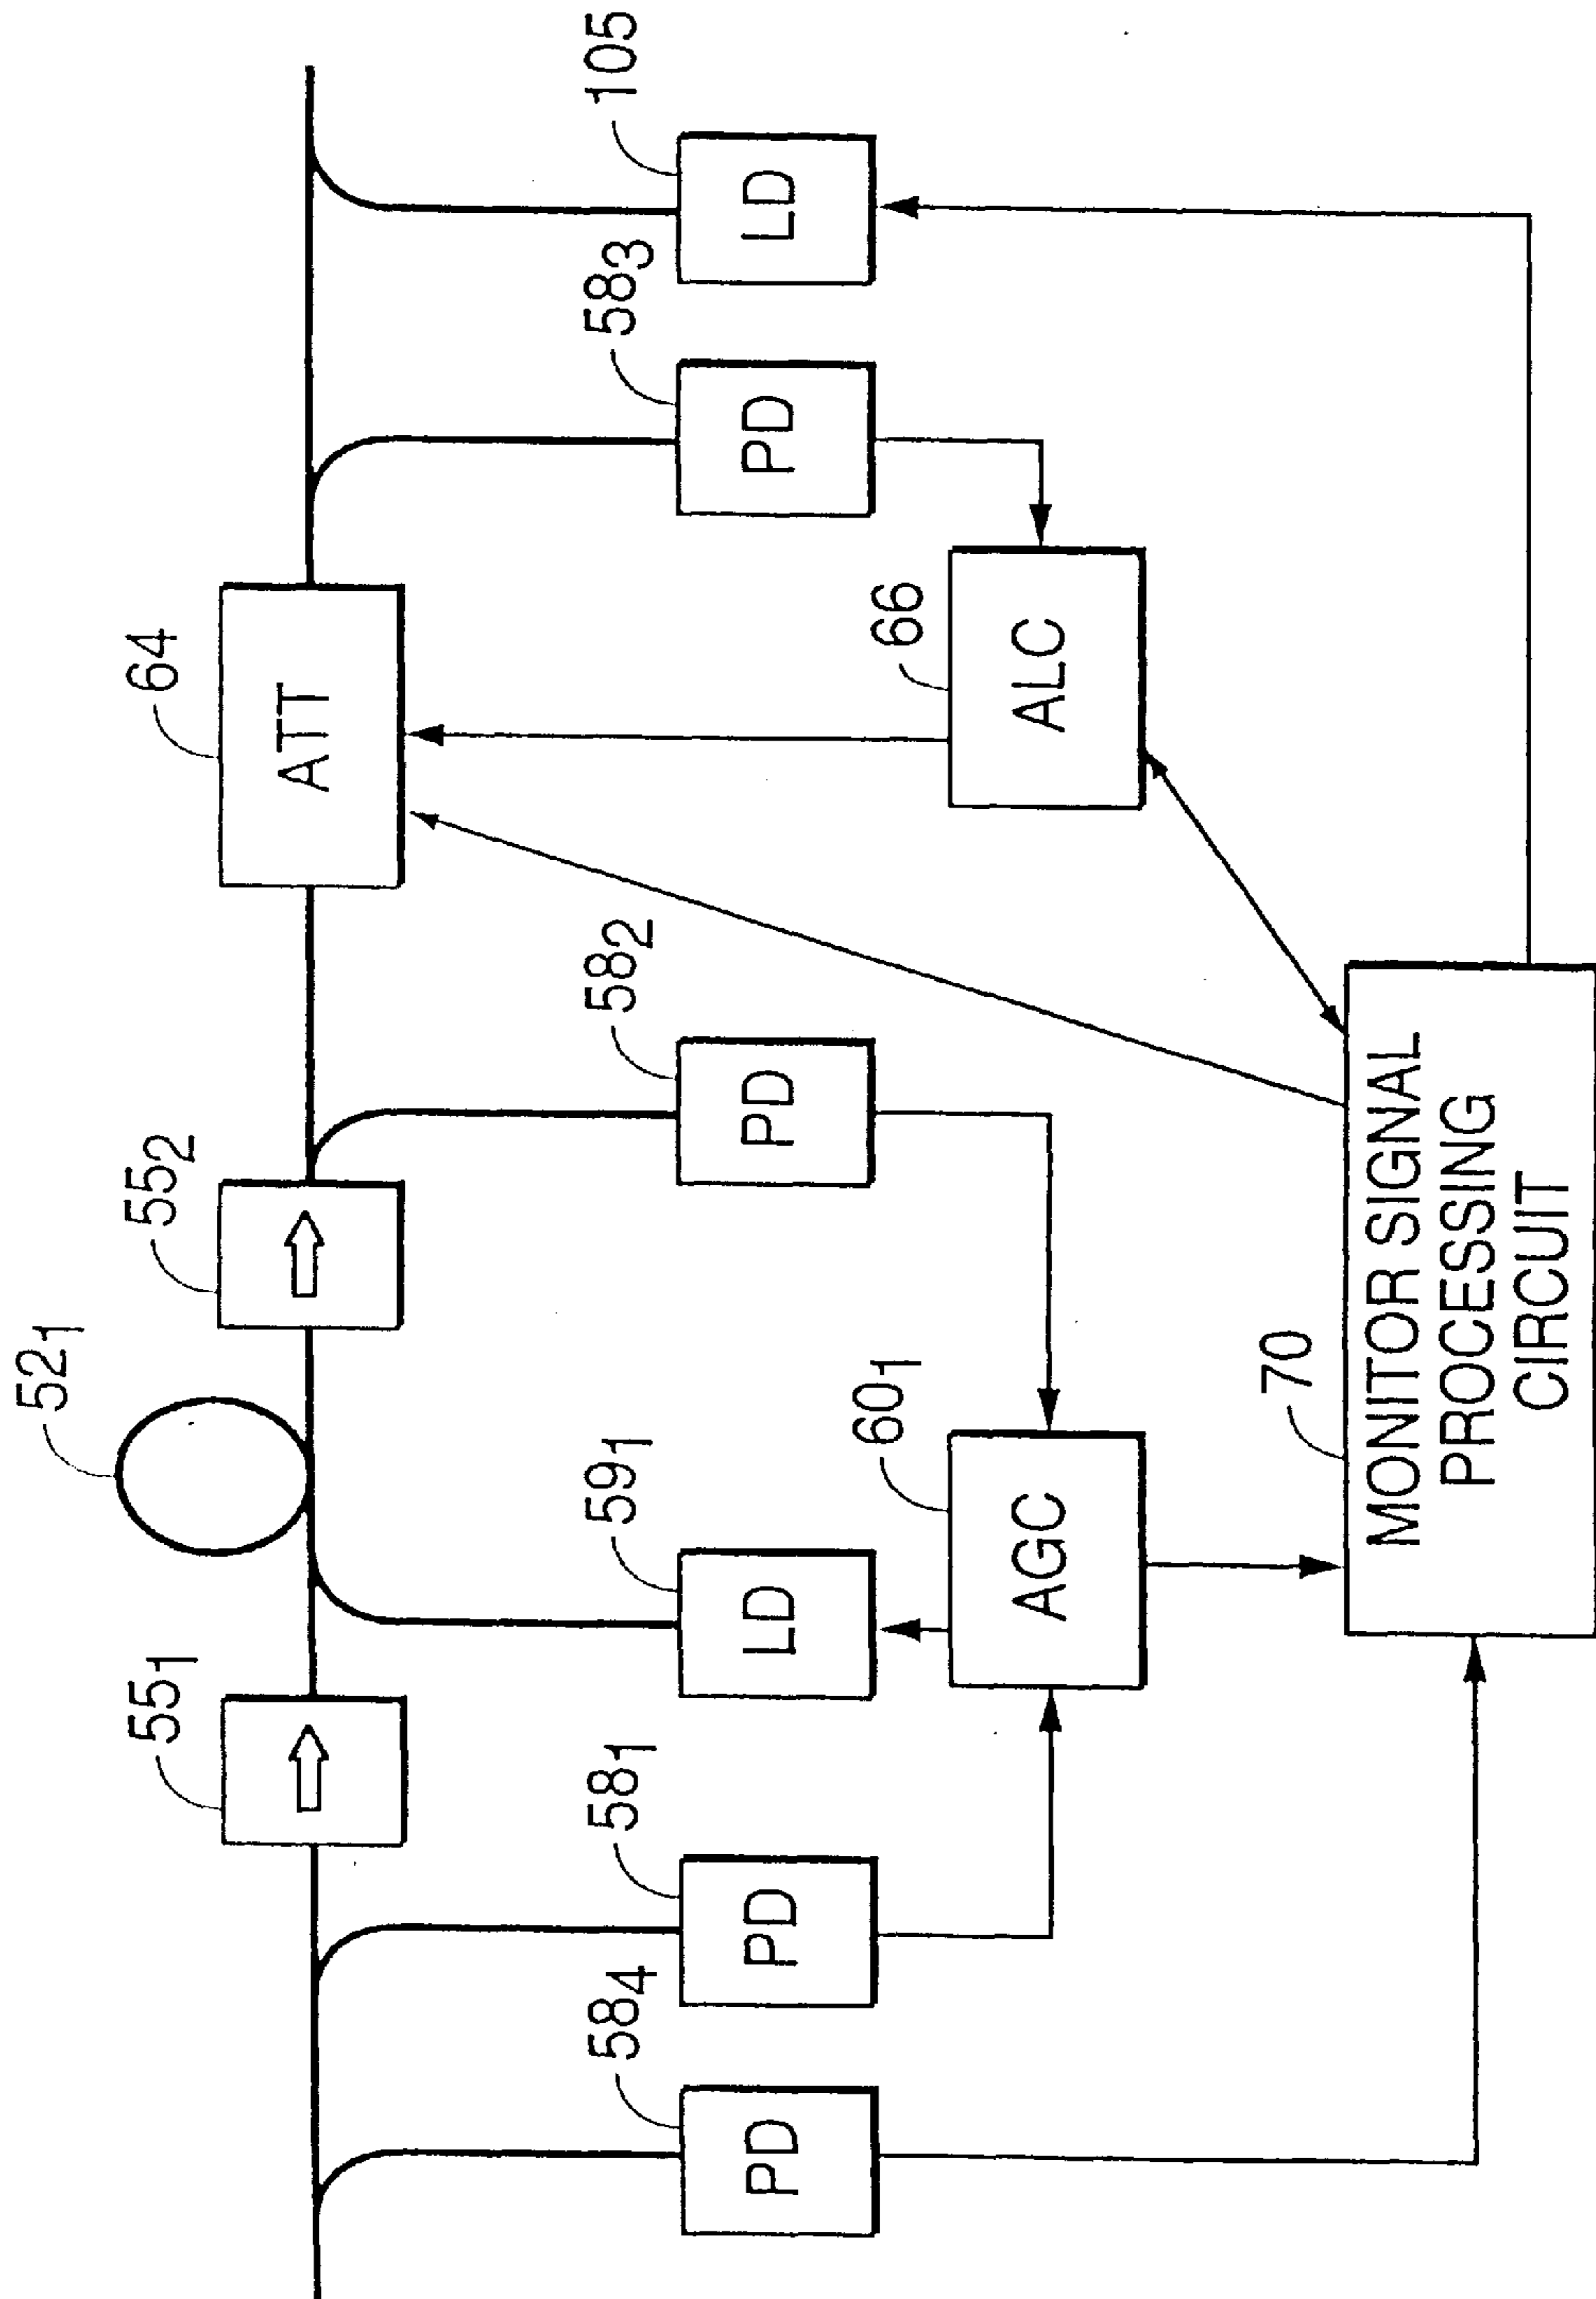 52₁
55₁
55₂
64
ATT
58₄
58₁
59₁
58₂
58₃
105
PD
PD
LD
PD
PD
LD
60₁
66
AGC
ALC
70
MONITOR SIGNAL
PROCESSING
CIRCUIT